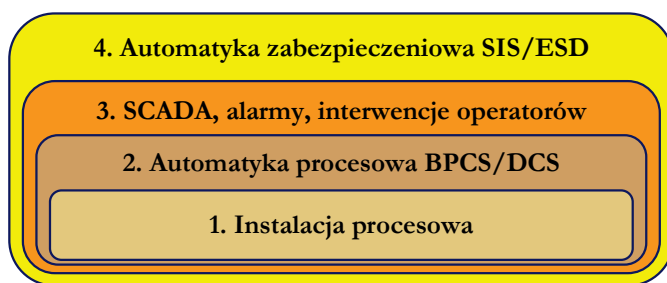 4. Automatyka zabezpieczeniowa SIS/ESD
3. SCADA, alarmy, interwencje operatorów
2. Automatyka procesowa BPCS/DCS
1. Instalacja procesowa